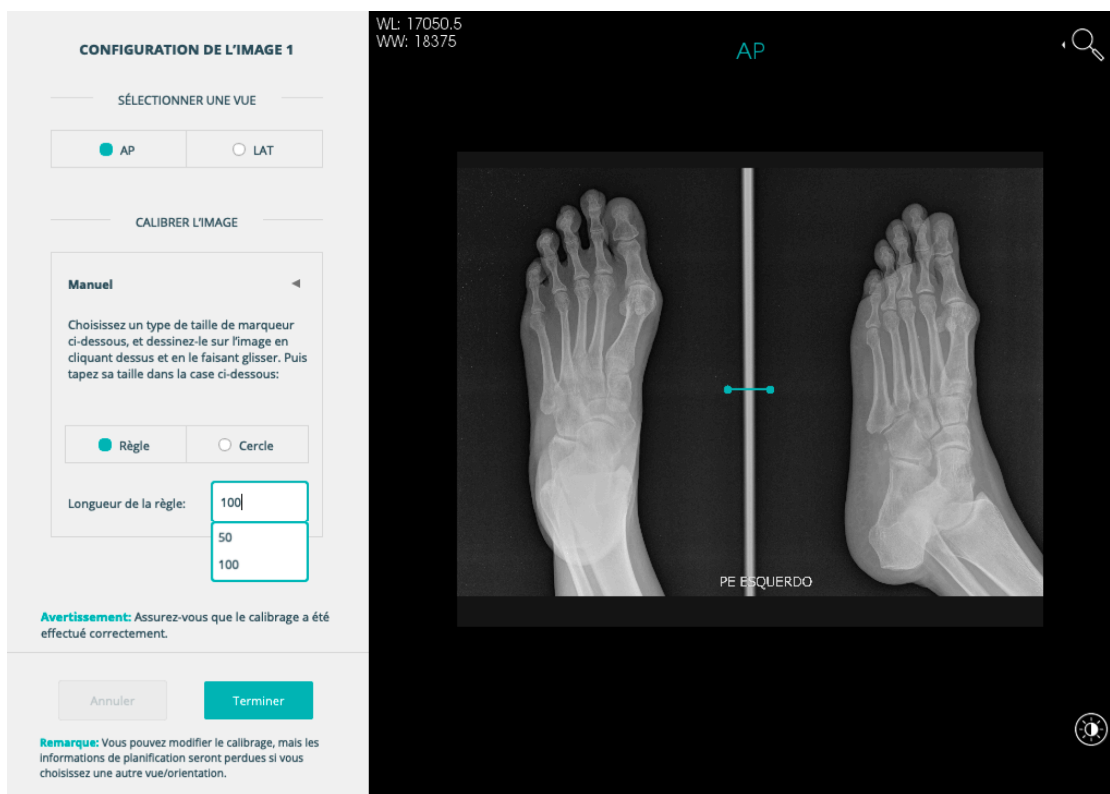 CONFIGURATION DE L’IMAGE 1
SÉLECTIONNER UNE VUE
AP
LAT
CALIBRER L’IMAGE
Manuel
Choisissez un type de taille de marqueur
ci-dessous, et dessinez-le sur l’image en
cliquant dessus et en le faisant glisser. Puis
tapez sa taille dans la case ci-dessous:
Règle
Cercle
Longueur de la règle:
100
50
100
Avertissement: Assurez-vous que le calibrage a été
effectué correctement.
Annuler
Terminer
Remarque: Vous pouvez modifier le calibrage, mais les
informations de planification seront perdues si vous
choisissez une autre vue/orientation.
WL: 17050.5
WW: 18375
AP
PE ESQUERDO